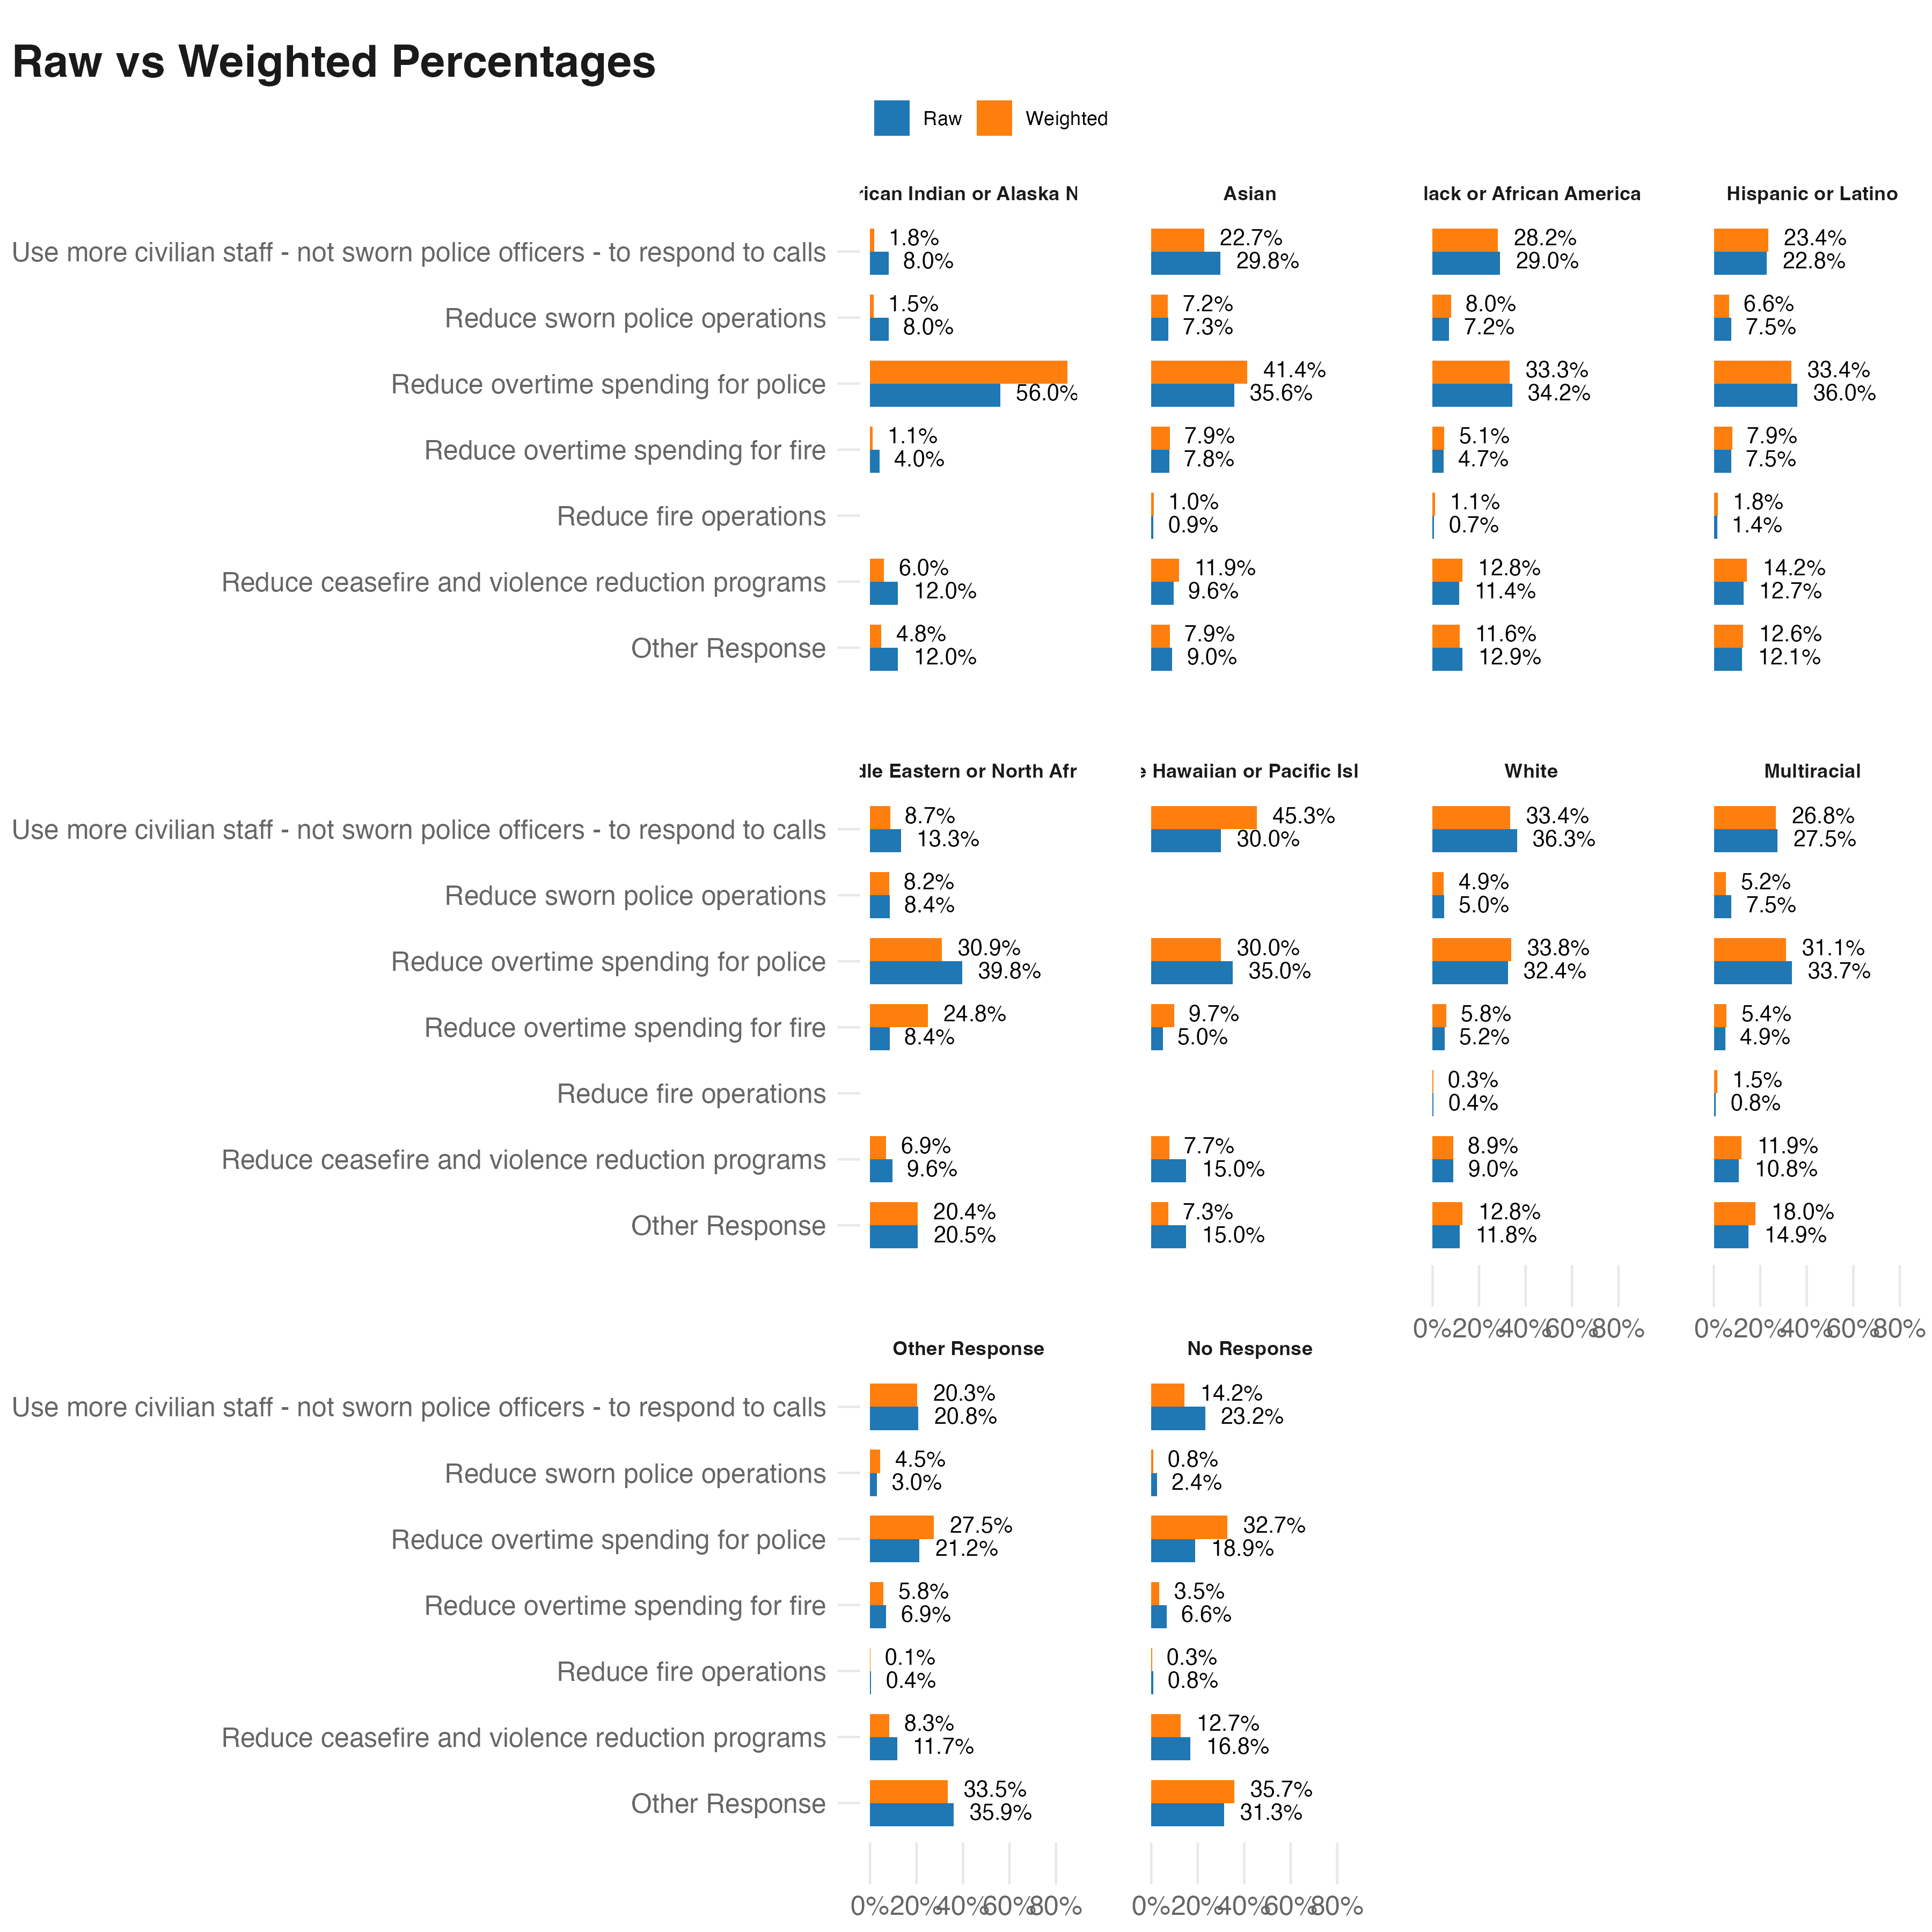 Raw vs Weighted Percentages
Raw Weighted
rican Indian or Alaska N Asian lack or African America Hispanic or Latino
Use more civilian staff - not sworn police officers - to respond to calls 1.8% 22.7% 28.2% 23.4%
8.0% 29.8% 29.0% 22.8%
Reduce sworn police operations 1.5% 7.2% 8.0% 6.6%
8.0% 7.3% 7.2% 7.5%
Reduce overtime spending for police 41.4% 33.3% 33.4%
56.0% 35.6% 34.2% 36.0%
Reduce overtime spending for fire 1.1% 7.9% 5.1% 7.9%
4.0% 7.8% 4.7% 7.5%
Reduce fire operations 1.0% 1.1% 1.8%
0.9% 0.7% 1.4%
Reduce ceasefire and violence reduction programs 6.0% 11.9% 12.8% 14.2%
12.0% 9.6% 11.4% 12.7%
Other Response 4.8% 7.9% 11.6% 12.6%
12.0% 9.0% 12.9% 12.1%
dle Eastern or North Afr e Hawaiian or Pacific Isl White Multiracial
Use more civilian staff - not sworn police officers - to respond to calls 8.7% 45.3% 33.4% 26.8%
13.3% 30.0% 36.3% 27.5%
Reduce sworn police operations 8.2% 4.9% 5.2%
8.4% 5.0% 7.5%
Reduce overtime spending for police 30.9% 30.0% 33.8% 31.1%
39.8% 35.0% 32.4% 33.7%
Reduce overtime spending for fire 24.8% 9.7% 5.8% 5.4%
8.4% 5.0% 5.2% 4.9%
Reduce fire operations 0.3% 1.5%
0.4% 0.8%
Reduce ceasefire and violence reduction programs 6.9% 7.7% 8.9% 11.9%
9.6% 15.0% 9.0% 10.8%
Other Response 20.4% 7.3% 12.8% 18.0%
20.5% 15.0% 11.8% 14.9%
0% 20% 40% 60% 80% 0% 20% 40% 60% 80%
Other Response No Response
Use more civilian staff - not sworn police officers - to respond to calls 20.3% 14.2%
20.8% 23.2%
Reduce sworn police operations 4.5% 0.8%
3.0% 2.4%
Reduce overtime spending for police 27.5% 32.7%
21.2% 18.9%
Reduce overtime spending for fire 5.8% 3.5%
6.9% 6.6%
Reduce fire operations 0.1% 0.3%
0.4% 0.8%
Reduce ceasefire and violence reduction programs 8.3% 12.7%
11.7% 16.8%
Other Response 33.5% 35.7%
35.9% 31.3%
0% 20% 40% 60% 80% 0% 20% 40% 60% 80%